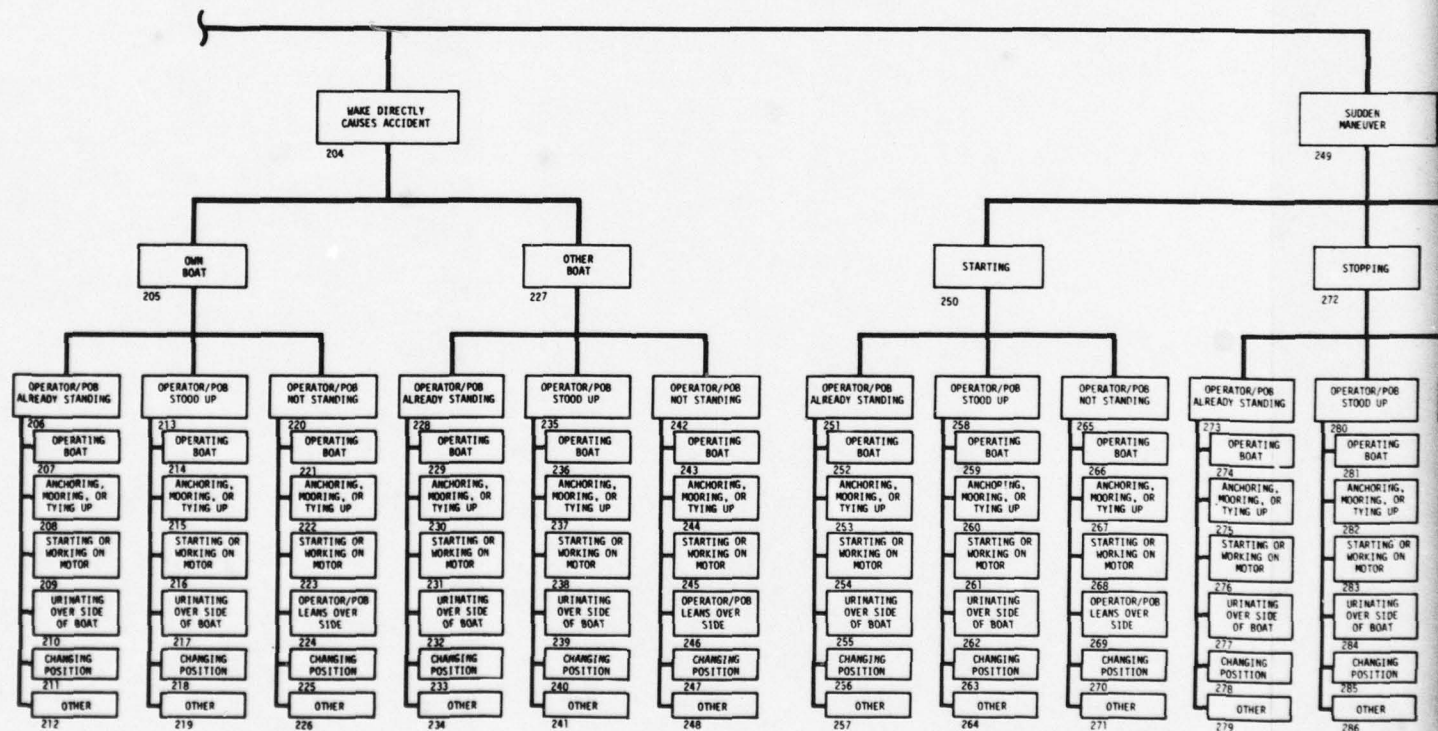 WAKE DIRECTLY
CAUSES ACCIDENT
204
SUDDEN
MANEUVER
249
OWN
BOAT
205
OTHER
BOAT
227
STARTING
250
STOPPING
272
OPERATOR/POB
ALREADY STANDING
206
OPERATING
BOAT
207
ANCHORING,
MOORING, OR
TYING UP
208
STARTING OR
WORKING ON
MOTOR
209
URINATING
OVER SIDE
OF BOAT
210
CHANGING
POSITION
211
OTHER
212
OPERATOR/POB
STOOD UP
213
OPERATING
BOAT
214
ANCHORING,
MOORING, OR
TYING UP
215
STARTING OR
WORKING ON
MOTOR
216
URINATING
OVER SIDE
OF BOAT
217
CHANGING
POSITION
218
OTHER
219
OPERATOR/POB
NOT STANDING
220
OPERATING
BOAT
221
ANCHORING,
MOORING, OR
TYING UP
222
STARTING OR
WORKING ON
MOTOR
223
OPERATOR/POB
LEANS OVER
SIDE
224
CHANGING
POSITION
225
OTHER
226
OPERATOR/POB
ALREADY STANDING
228
OPERATING
BOAT
229
ANCHORING,
MOORING, OR
TYING UP
230
STARTING OR
WORKING ON
MOTOR
231
URINATING
OVER SIDE
OF BOAT
232
CHANGING
POSITION
233
OTHER
234
OPERATOR/POB
STOOD UP
235
OPERATING
BOAT
236
ANCHORING,
MOORING, OR
TYING UP
237
STARTING OR
WORKING ON
MOTOR
238
URINATING
OVER SIDE
OF BOAT
239
CHANGING
POSITION
240
OTHER
241
OPERATOR/POB
NOT STANDING
242
OPERATING
BOAT
243
ANCHORING,
MOORING, OR
TYING UP
244
STARTING OR
WORKING ON
MOTOR
245
OPERATOR/POB
LEANS OVER
SIDE
246
CHANGING
POSITION
247
OTHER
248
OPERATOR/POB
ALREADY STANDING
251
OPERATING
BOAT
252
ANCHORING,
MOORING, OR
TYING UP
253
STARTING OR
WORKING ON
MOTOR
254
URINATING
OVER SIDE
OF BOAT
255
CHANGING
POSITION
256
OTHER
257
OPERATOR/POB
STOOD UP
258
OPERATING
BOAT
259
ANCHORING,
MOORING, OR
TYING UP
260
STARTING OR
WORKING ON
MOTOR
261
URINATING
OVER SIDE
OF BOAT
262
CHANGING
POSITION
263
OTHER
264
OPERATOR/POB
NOT STANDING
265
OPERATING
BOAT
266
ANCHORING,
MOORING, OR
TYING UP
267
STARTING OR
WORKING ON
MOTOR
268
OPERATOR/POB
LEANS OVER
SIDE
269
CHANGING
POSITION
270
OTHER
271
OPERATOR/POB
ALREADY STANDING
273
OPERATING
BOAT
274
ANCHORING,
MOORING, OR
TYING UP
275
STARTING OR
WORKING ON
MOTOR
276
URINATING
OVER SIDE
OF BOAT
277
CHANGING
POSITION
278
OTHER
279
OPERATOR/POB
STOOD UP
280
OPERATING
BOAT
281
ANCHORING,
MOORING, OR
TYING UP
282
STARTING OR
WORKING ON
MOTOR
283
URINATING
OVER SIDE
OF BOAT
284
CHANGING
POSITION
285
OTHER
286